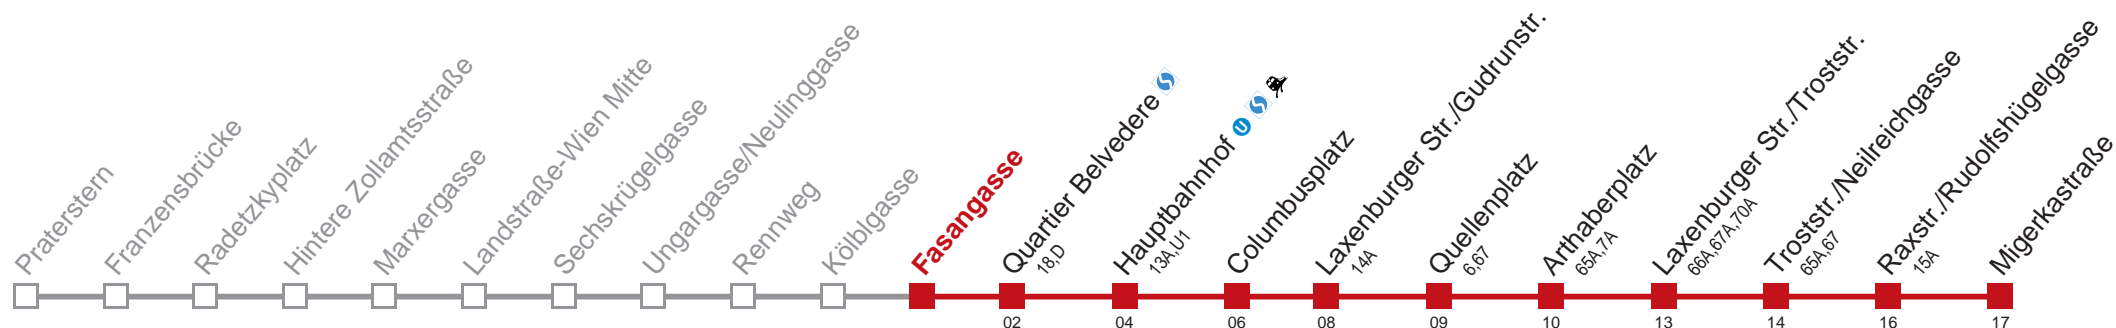 Praterstern
Franzensbrücke
Radetzkyplatz
Hintere Zollamtsstraße
Marxergasse
Landstraße-Wien Mitte
Sechskrügelgasse
Ungargasse/Neulinggasse
Rennweg
Kölblgasse
Fasangasse
Quartier Belvedere
18,D
02
Hauptbahnhof U
13A,U1
04
Columbusplatz
06
Laxenburger Str./Gudrunstr.
14A
08
Quellenplatz
6,67
09
Arthaberplatz
65A,7A
10
Laxenburger Str./Troststr.
66A,67A,70A
13
Troststr./Neilreichgasse
65A,67
14
Raxstr./Rudolfshügelgasse
15A
16
Migerkastraße
17